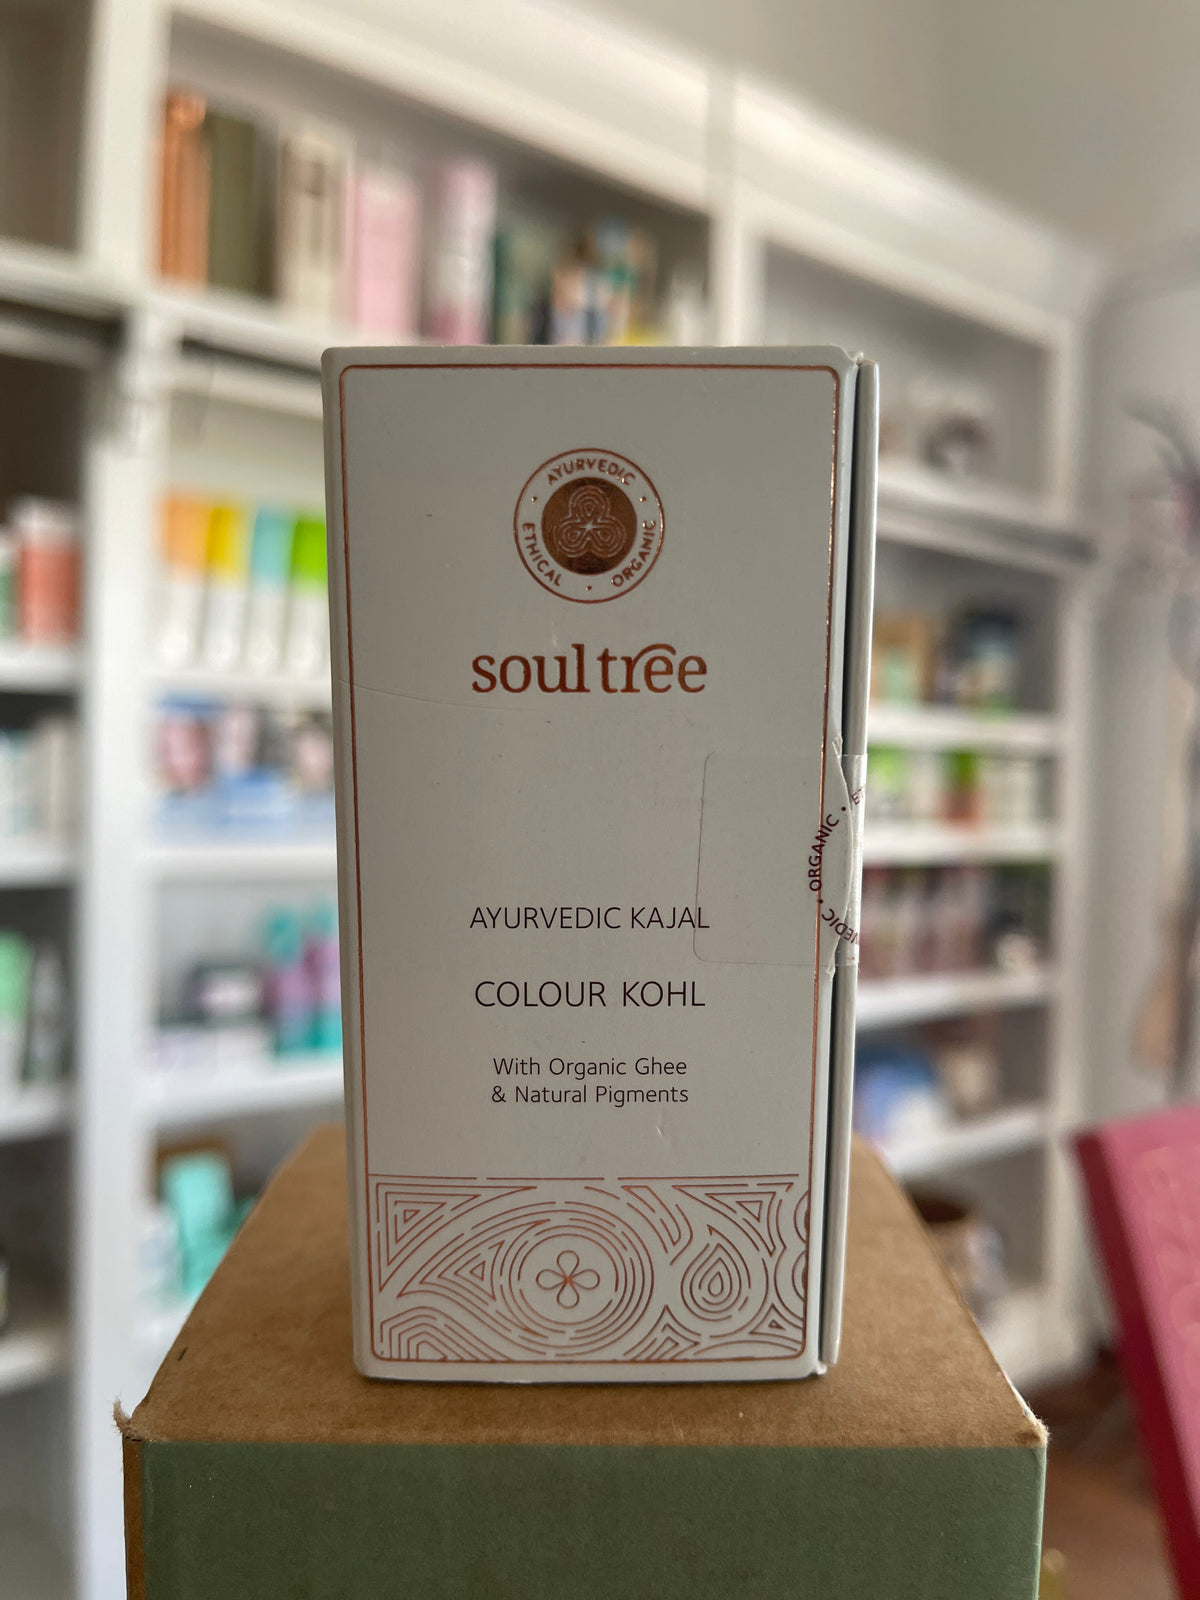 AYURVEDIC
ETHICAL
ORGANIC
soultree
ORGANIC
AYURVEDIC KAJAL
COLOUR KOHL
With Organic Ghee
& Natural Pigments